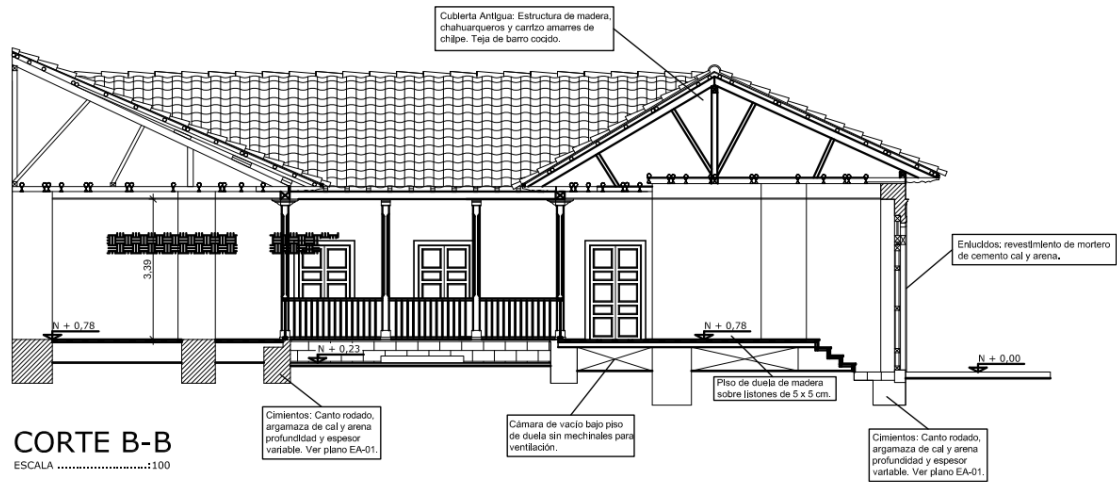 Cubierta Antigua: Estructura de madera,
chahuarqueros y carrizo amarres de
chilpe. Teja de barro cocido.
Enlucidos: revestimiento de mortero
de cemento cal y arena.
3,39
N + 0,78
N + 0,23
N + 0,78
N + 0,00
Piso de duela de madera
sobre listones de 5 x 5 cm.
Cimientos: Canto rodado,
argamaza de cal y arena
profundidad y espesor
variable. Ver plano EA-01.
Cámara de vacío bajo piso
de duela sin mechinales para
ventilación.
Cimientos: Canto rodado,
argamaza de cal y arena
profundidad y espesor
variable. Ver plano EA-01.
CORTE B-B
ESCALA ........................:100